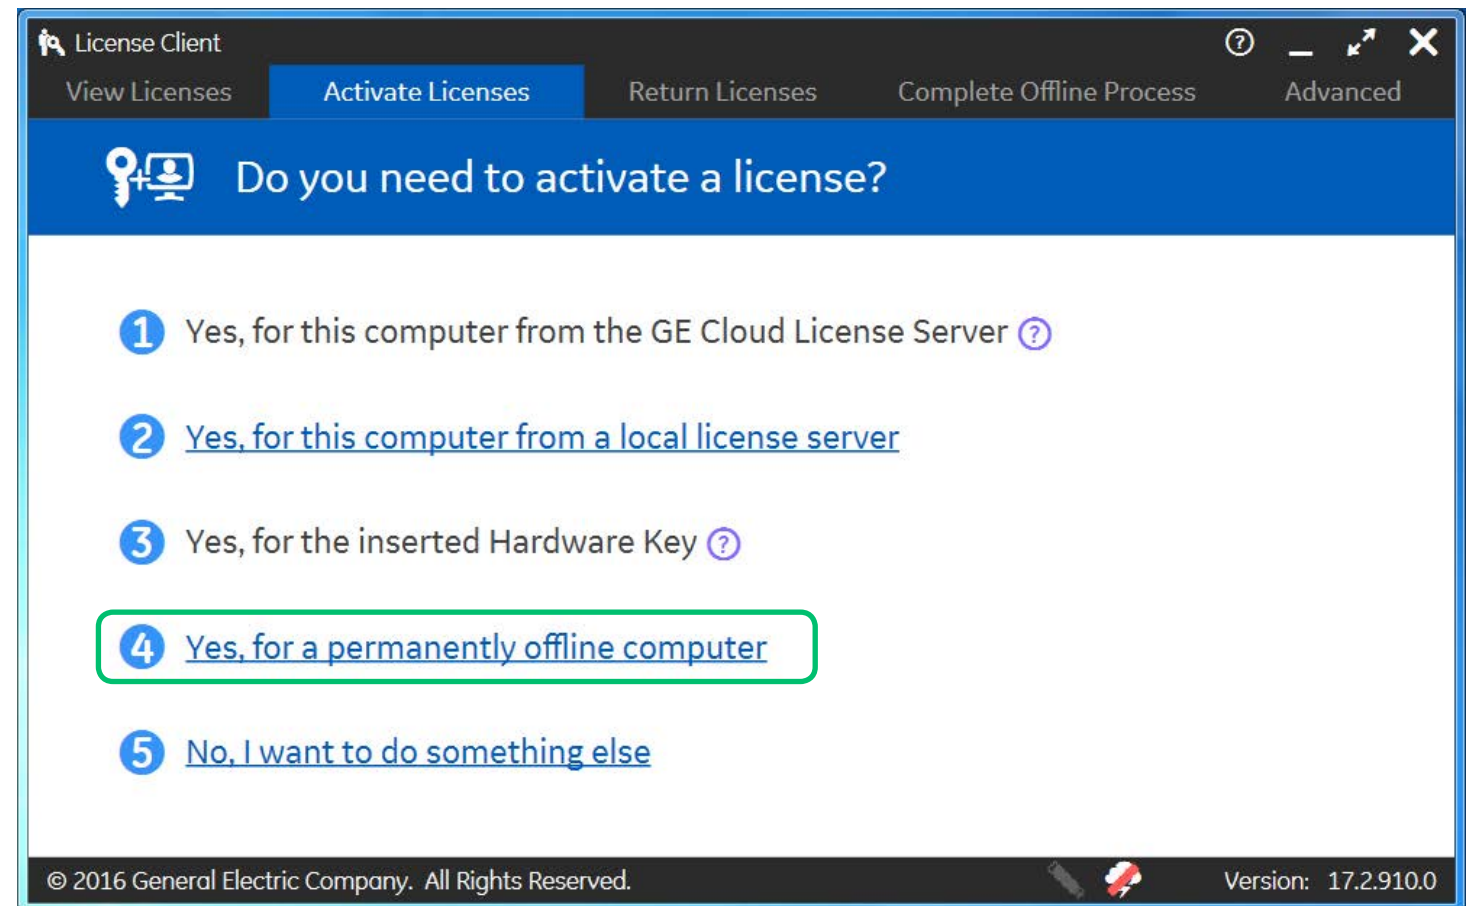 License Client
View Licenses Activate Licenses Return Licenses Complete Offline Process Advanced
Do you need to activate a license?
1 Yes, for this computer from the GE Cloud License Server ?
2 Yes, for this computer from a local license server
3 Yes, for the inserted Hardware Key ?
4 Yes, for a permanently offline computer
5 No, I want to do something else
© 2016 General Electric Company. All Rights Reserved. Version: 17.2.910.0